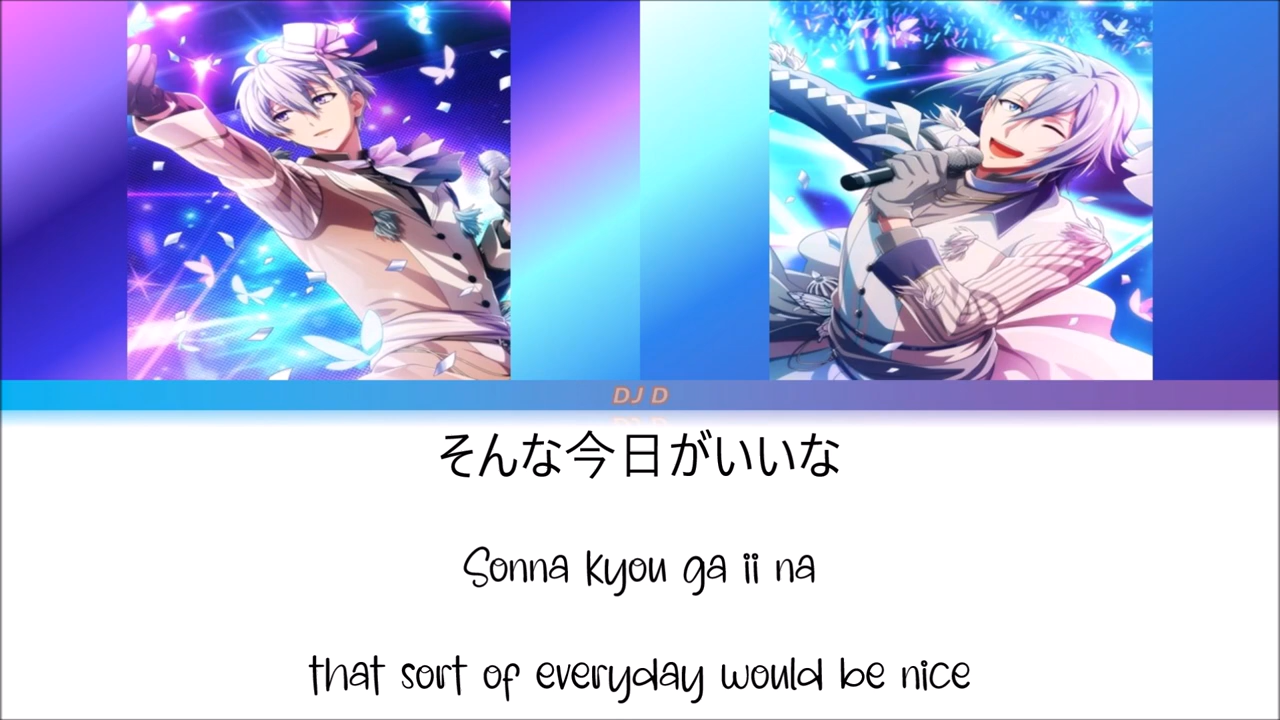 DJ D
そんな今日がいいな
Sonna kyou ga ii na
that sort of everyday would be nice